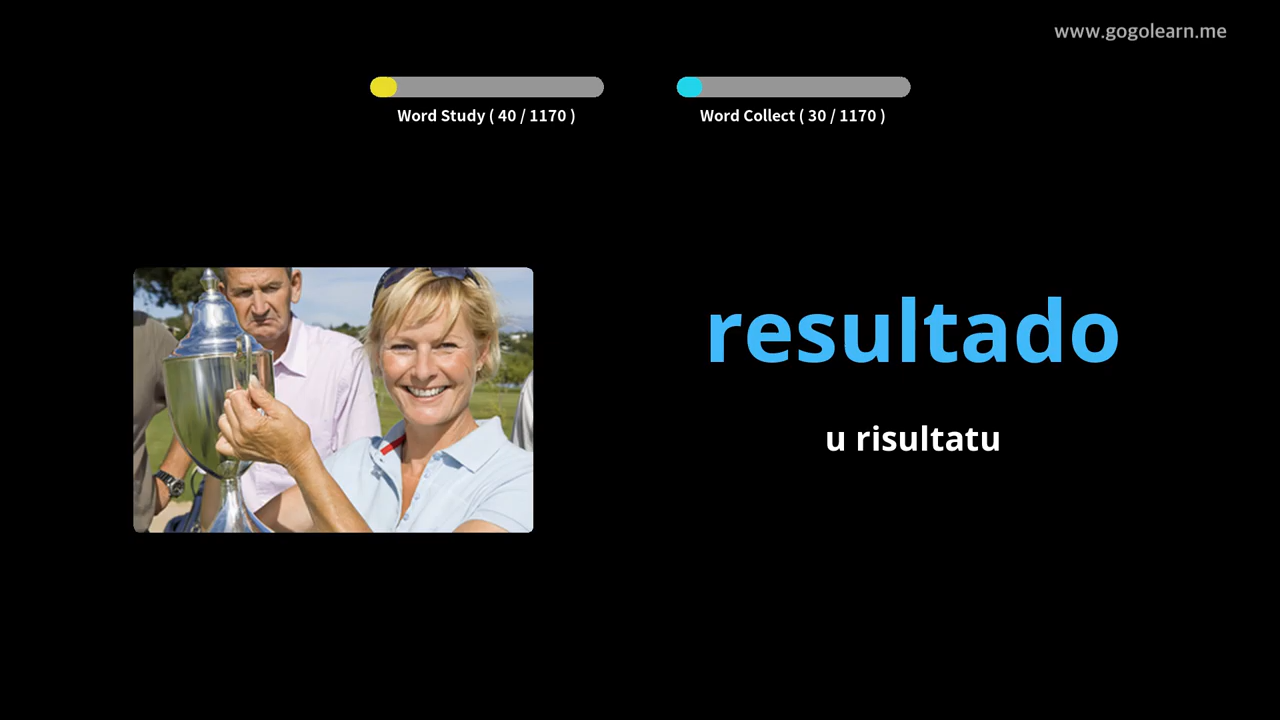 www.gogolearn.me
Word Study ( 40 / 1170 )
Word Collect ( 30 / 1170 )
resultado
u risultatu